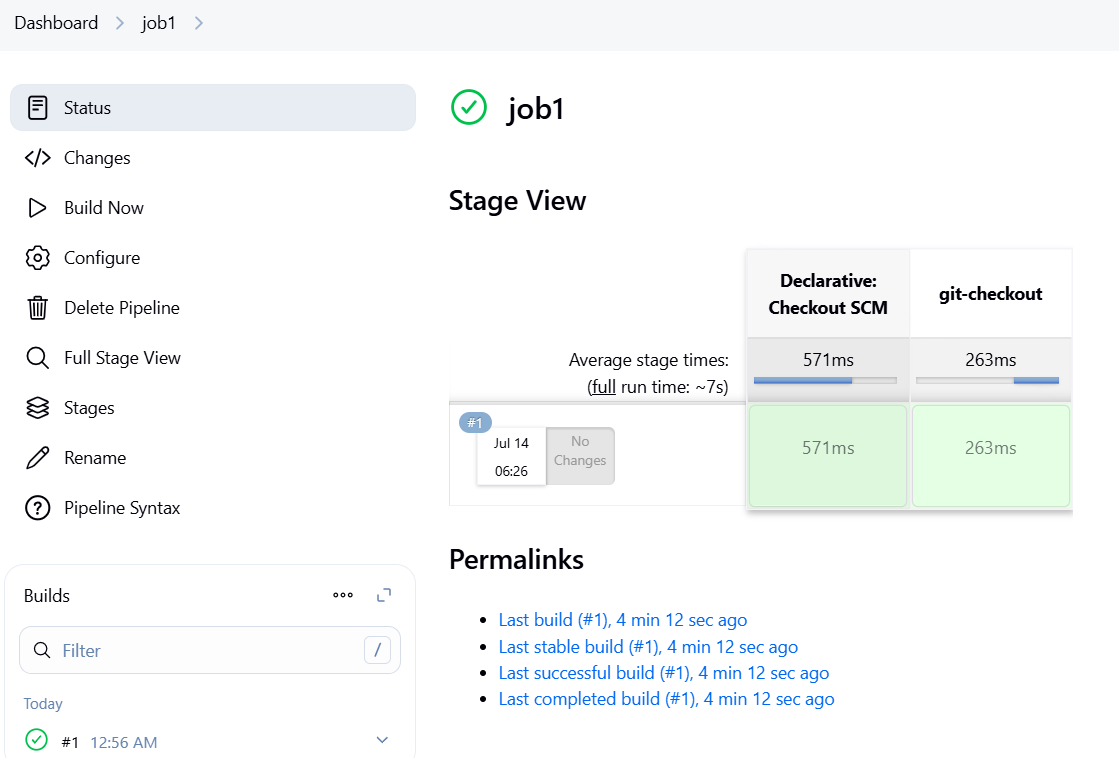 Dashboard > job1 >
Status
Changes
Build Now
Configure
Delete Pipeline
Full Stage View
Stages
Rename
Pipeline Syntax
Builds
Filter
/
Today
#1 12:56 AM
job1
Stage View
Declarative:
Checkout SCM
git-checkout
Average stage times:
(full run time: ~7s)
571ms
263ms
#1
Jul 14
06:26
No
Changes
571ms
263ms
Permalinks
• Last build (#1), 4 min 12 sec ago
• Last stable build (#1), 4 min 12 sec ago
• Last successful build (#1), 4 min 12 sec ago
• Last completed build (#1), 4 min 12 sec ago